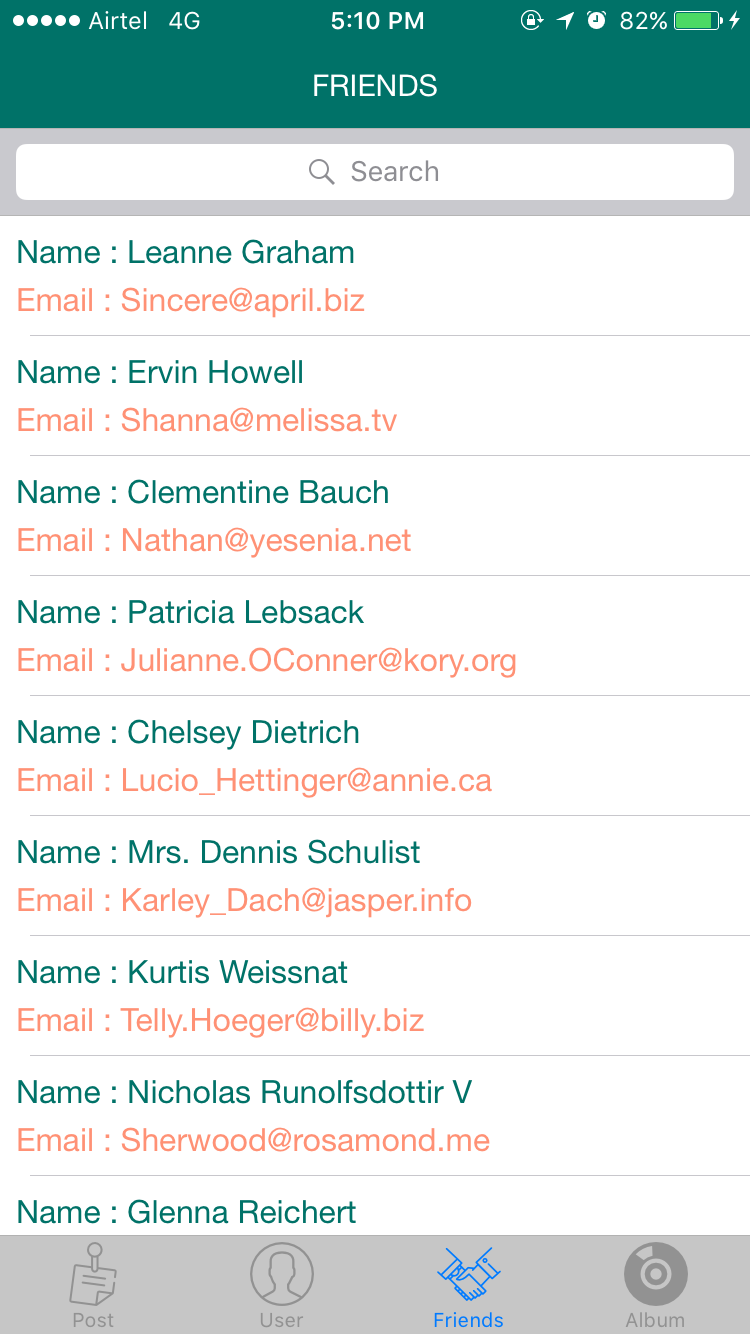 Airtel 4G 5:10 PM 82%
FRIENDS
Search
Name : Leanne Graham
Email : Sincere@april.biz
Name : Ervin Howell
Email : Shanna@melissa.tv
Name : Clementine Bauch
Email : Nathan@yesenia.net
Name : Patricia Lebsack
Email : Julianne.OConner@kory.org
Name : Chelsey Dietrich
Email : Lucio_Hettinger@annie.ca
Name : Mrs. Dennis Schulist
Email : Karley_Dach@jasper.info
Name : Kurtis Weissnat
Email : Telly.Hoeger@billy.biz
Name : Nicholas Runolfsdottir V
Email : Sherwood@rosamond.me
Name : Glenna Reichert
Post User Friends Album